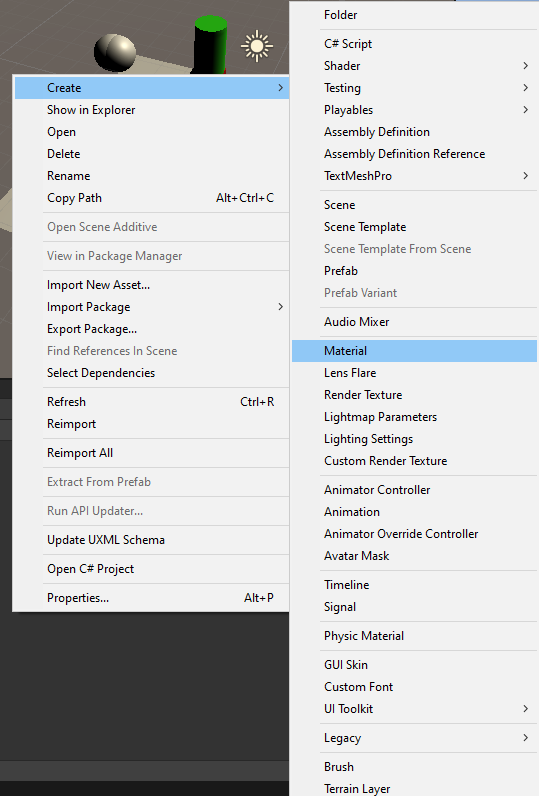 Create
Show in Explorer
Open
Delete
Rename
Copy Path Alt+Ctrl+C
Open Scene Additive
View in Package Manager
Import New Asset...
Import Package
Export Package...
Find References In Scene
Select Dependencies
Refresh Ctrl+R
Reimport
Reimport All
Extract From Prefab
Run API Updater...
Update UXML Schema
Open C# Project
Properties... Alt+P
Folder
C# Script
Shader
Testing
Playables
Assembly Definition
Assembly Definition Reference
TextMeshPro
Scene
Scene Template
Scene Template From Scene
Prefab
Prefab Variant
Audio Mixer
Material
Lens Flare
Render Texture
Lightmap Parameters
Lighting Settings
Custom Render Texture
Animator Controller
Animation
Animator Override Controller
Avatar Mask
Timeline
Signal
Physic Material
GUI Skin
Custom Font
UI Toolkit
Legacy
Brush
Terrain Layer